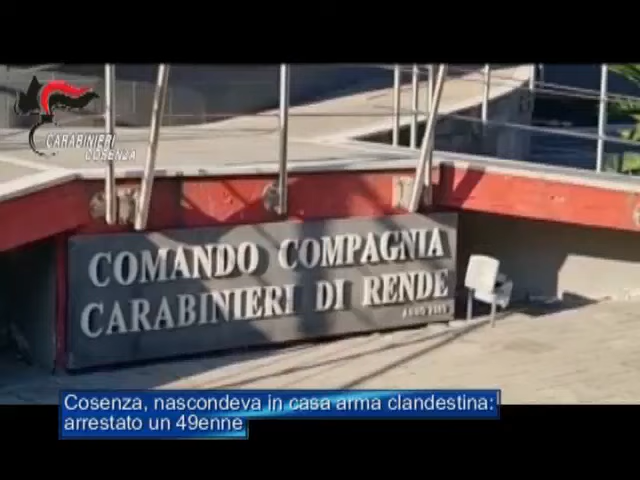 CARABINIERI
COSENZA
COMANDO COMPAGNIA
CARABINIERI DI RENDE
Cosenza, nascondeva in casa arma clandestina:
arrestato un 49enne